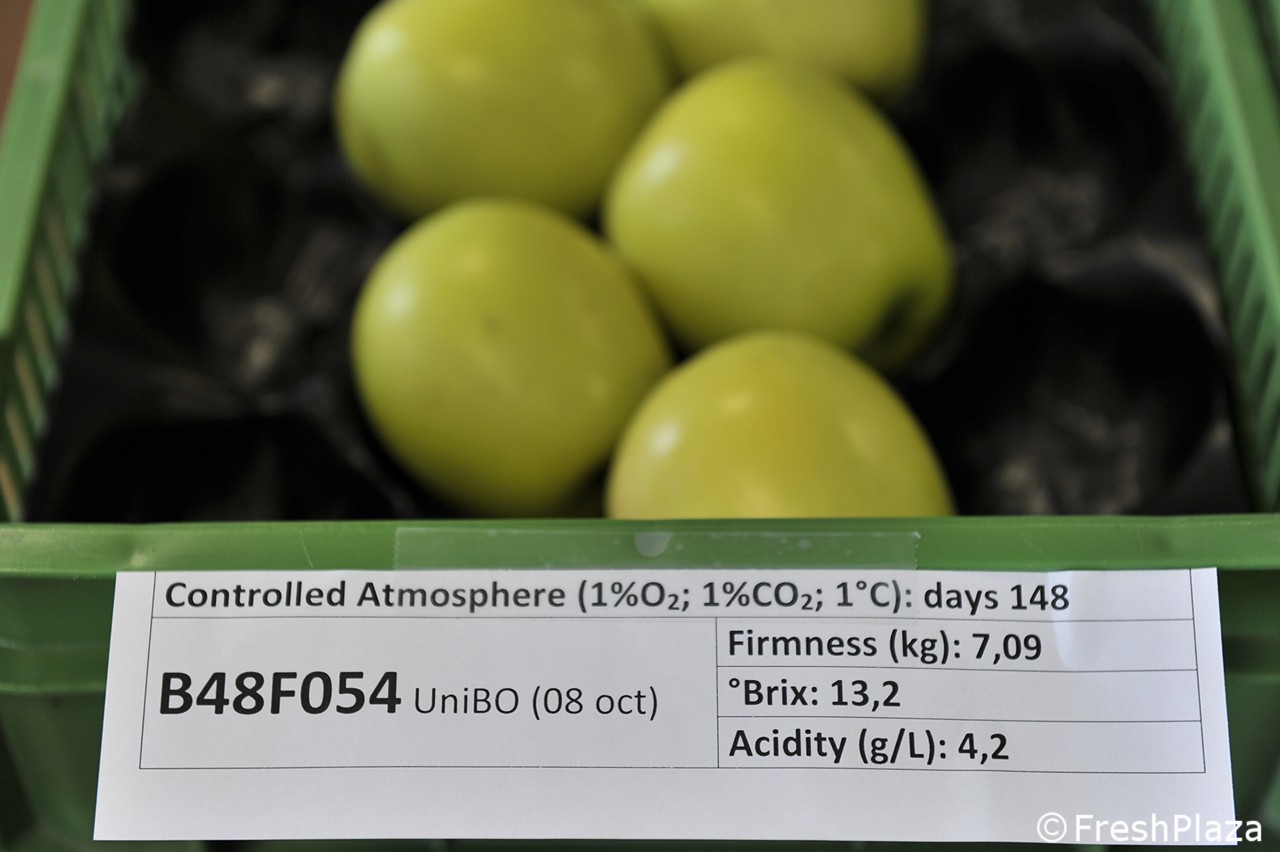 Controlled Atmosphere (1%O₂; 1%CO₂; 1°C): days 148
B48F054 UniBO (08 oct)
Firmness (kg): 7,09
°Brix: 13,2
Acidity (g/L): 4,2
©FreshPlaza